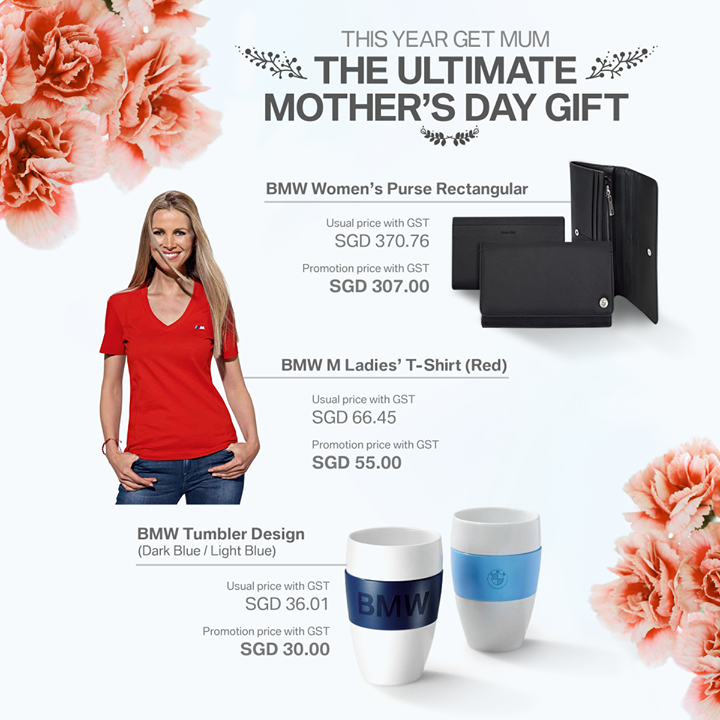 THIS YEAR GET MUM
THE ULTIMATE
MOTHER'S DAY GIFT
BMW Women's Purse Rectangular
Usual price with GST
SGD 370.76
Promotion price with GST
SGD 307.00
BMW M Ladies' T-Shirt (Red)
Usual price with GST
SGD 66.45
Promotion price with GST
SGD 55.00
BMW Tumbler Design
(Dark Blue / Light Blue)
Usual price with GST
SGD 36.01
Promotion price with GST
SGD 30.00
BMW